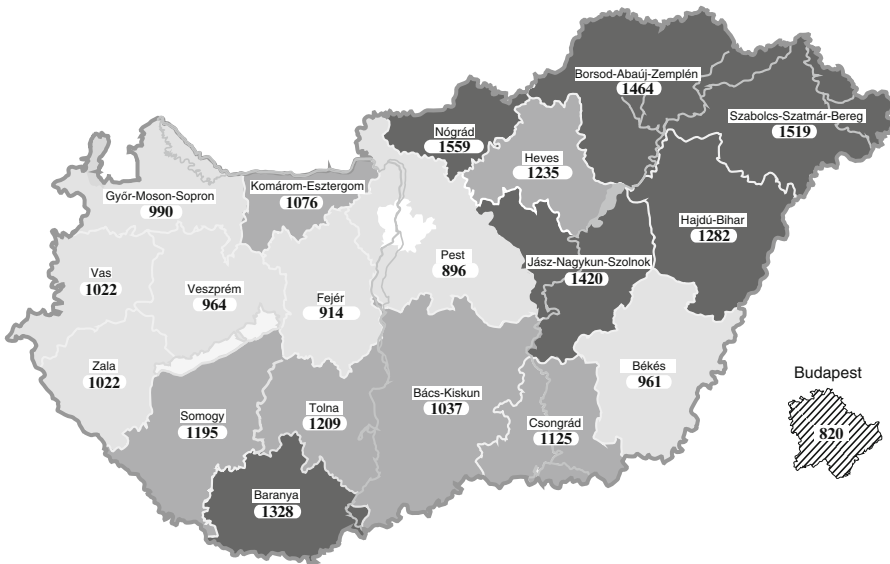 Borsod-Abaúj-Zemplén
1464
Szabolcs-Szatmár-Bereg
1519
Nógrád
1559
Heves
1235
Komárom-Esztergom
1076
Győr-Moson-Sopron
990
Hajdú-Bihar
1282
Pest
896
Jász-Nagykun-Szolnok
1420
Vas
1022
Veszprém
964
Fejér
914
Zala
1022
Békés
961
Budapest
820
Bács-Kiskun
1037
Somogy
1195
Tolna
1209
Csongrád
1125
Baranya
1328